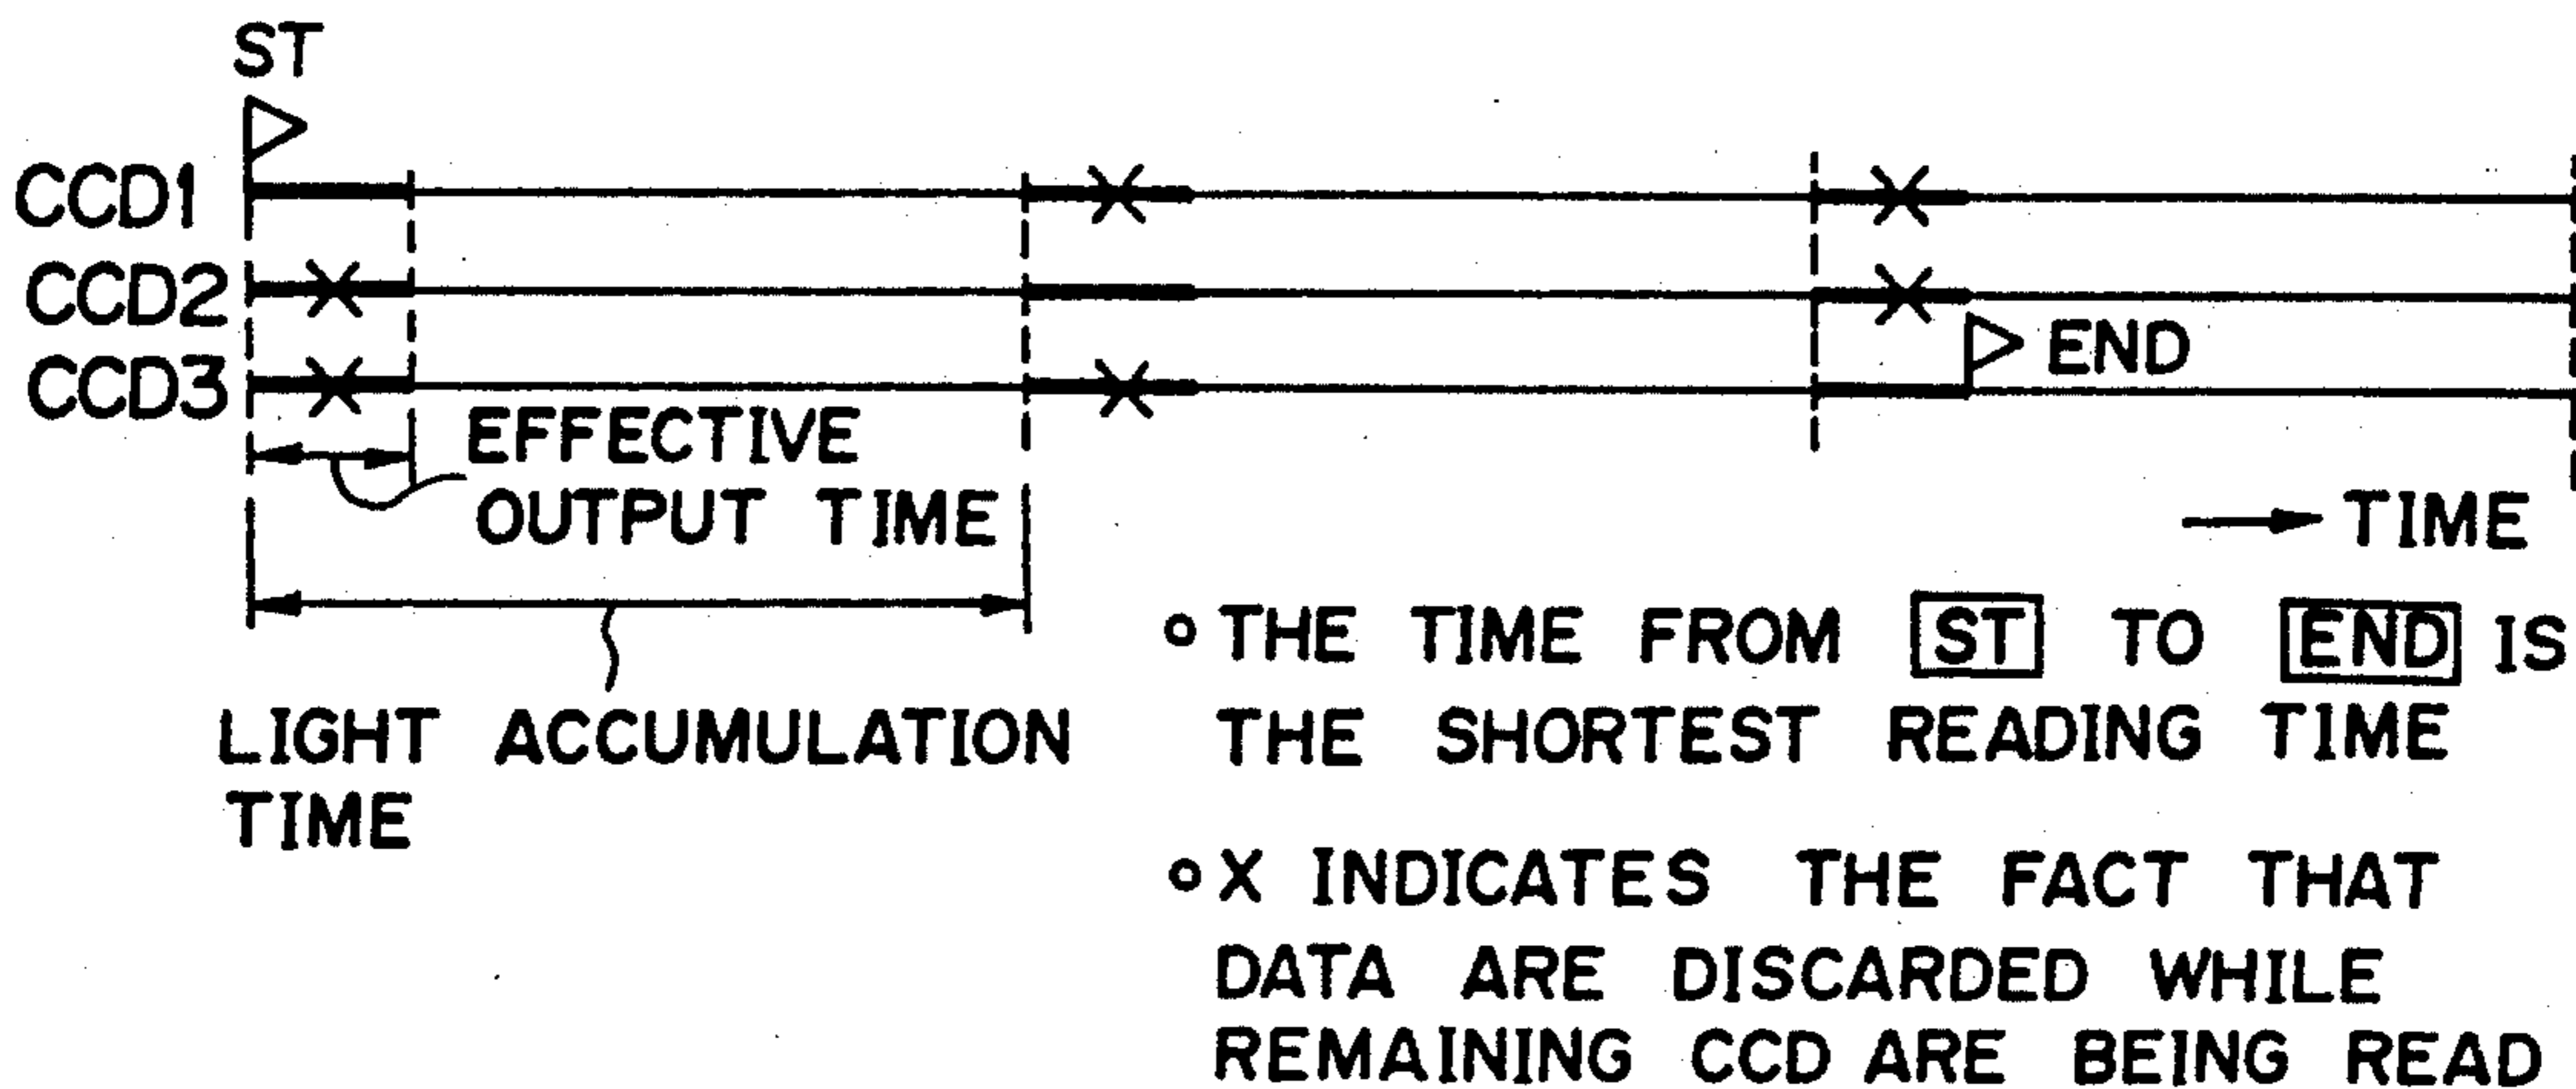 ST
CCD1
CCD2
CCD3
END
EFFECTIVE
OUTPUT TIME
→ TIME
LIGHT ACCUMULATION
TIME
° THE TIME FROM ST TO END IS
THE SHORTEST READING TIME
° X INDICATES THE FACT THAT
DATA ARE DISCARDED WHILE
REMAINING CCD ARE BEING READ